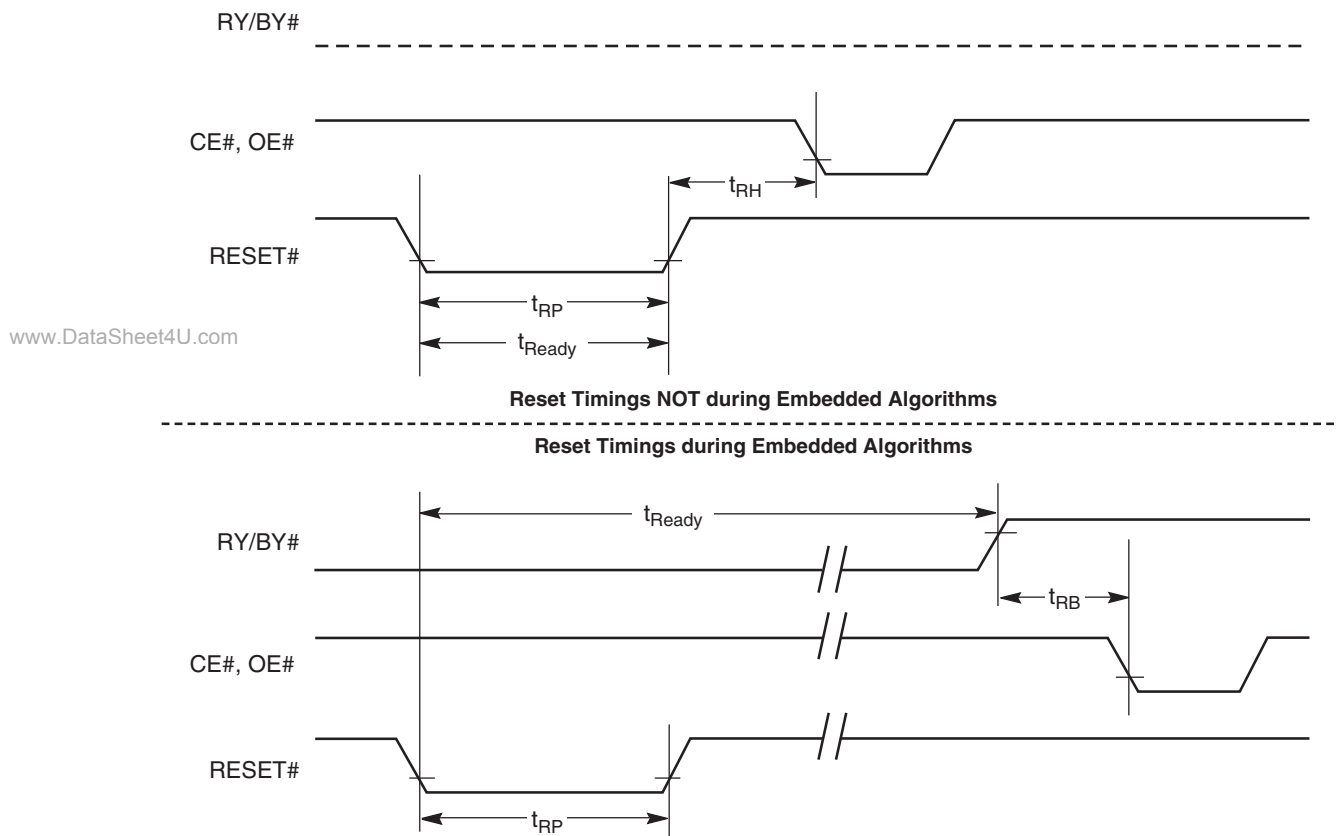 RY/BY#
CE#, OE#
tRH
RESET#
tRP
www.DataSheet4U.com
tReady
Reset Timings NOT during Embedded Algorithms
Reset Timings during Embedded Algorithms
tReady
RY/BY#
tRB
CE#, OE#
RESET#
tRP